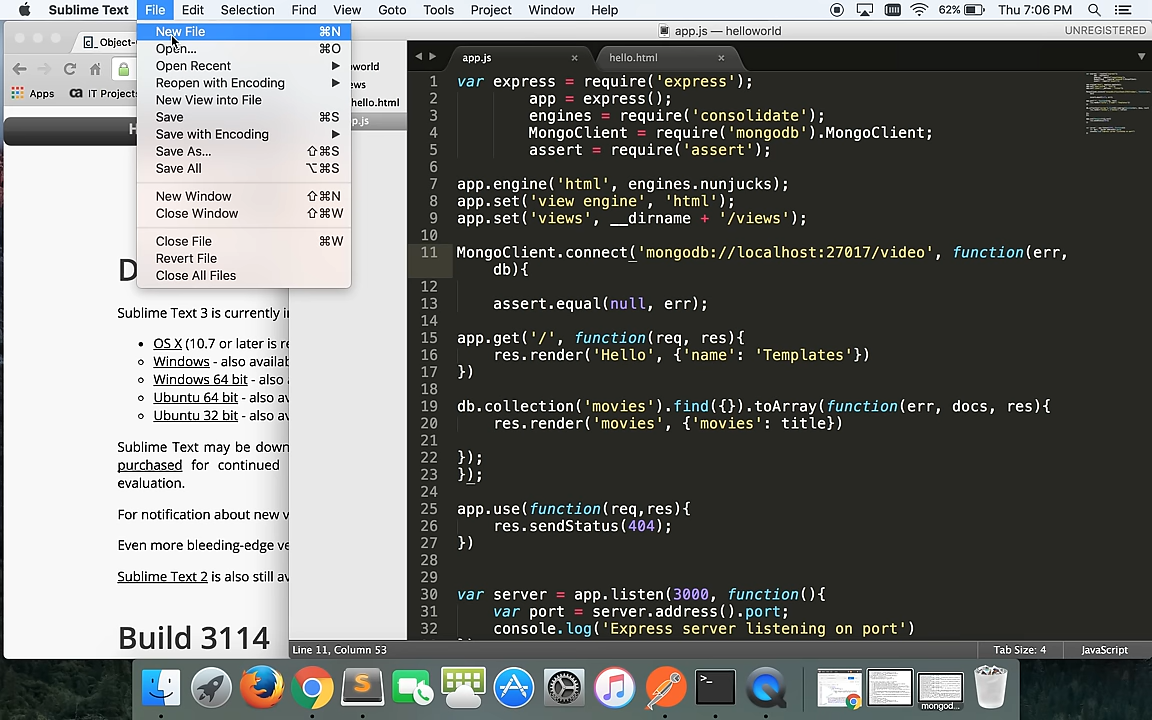 Sublime Text File Edit Selection Find View Goto Tools Project Window Help 62% Thu 7:06 PM
New File ⌘N
Open... ⌘O
Open Recent
Reopen with Encoding
New View into File
Save ⌘S
Save with Encoding
Save As... ⇧⌘S
Save All ⌥⌘S
New Window ⇧⌘N
Close Window ⇧⌘W
Close File ⌘W
Revert File
Close All Files
Object-
Apps IT Projects
H
D
Sublime Text 3 is currently i
OS X (10.7 or later is re
Windows - also availab
Windows 64 bit - also
Ubuntu 64 bit - also av
Ubuntu 32 bit - also av
Sublime Text may be down
purchased for continued
evaluation.
For notification about new v
Even more bleeding-edge ve
Sublime Text 2 is also still av
Build 3114
world
ews
hello.html
p.js
app.js — helloworld UNREGISTERED
app.js × hello.html ×
1 var express = require('express');
2 app = express();
3 engines = require('consolidate');
4 MongoClient = require('mongodb').MongoClient;
5 assert = require('assert');
6
7 app.engine('html', engines.nunjucks);
8 app.set('view engine', 'html');
9 app.set('views', __dirname + '/views');
10
11 MongoClient.connect('mongodb://localhost:27017/video', function(err,
db){
12
13 assert.equal(null, err);
14
15 app.get('/', function(req, res){
16 res.render('Hello', {'name': 'Templates'})
17 })
18
19 db.collection('movies').find({}).toArray(function(err, docs, res){
20 res.render('movies', {'movies': title})
21
22 });
23 });
24
25 app.use(function(req,res){
26 res.sendStatus(404);
27 })
28
29
30 var server = app.listen(3000, function(){
31 var port = server.address().port;
32 console.log('Express server listening on port')
Line 11, Column 53 Tab Size: 4 JavaScript
mongod...